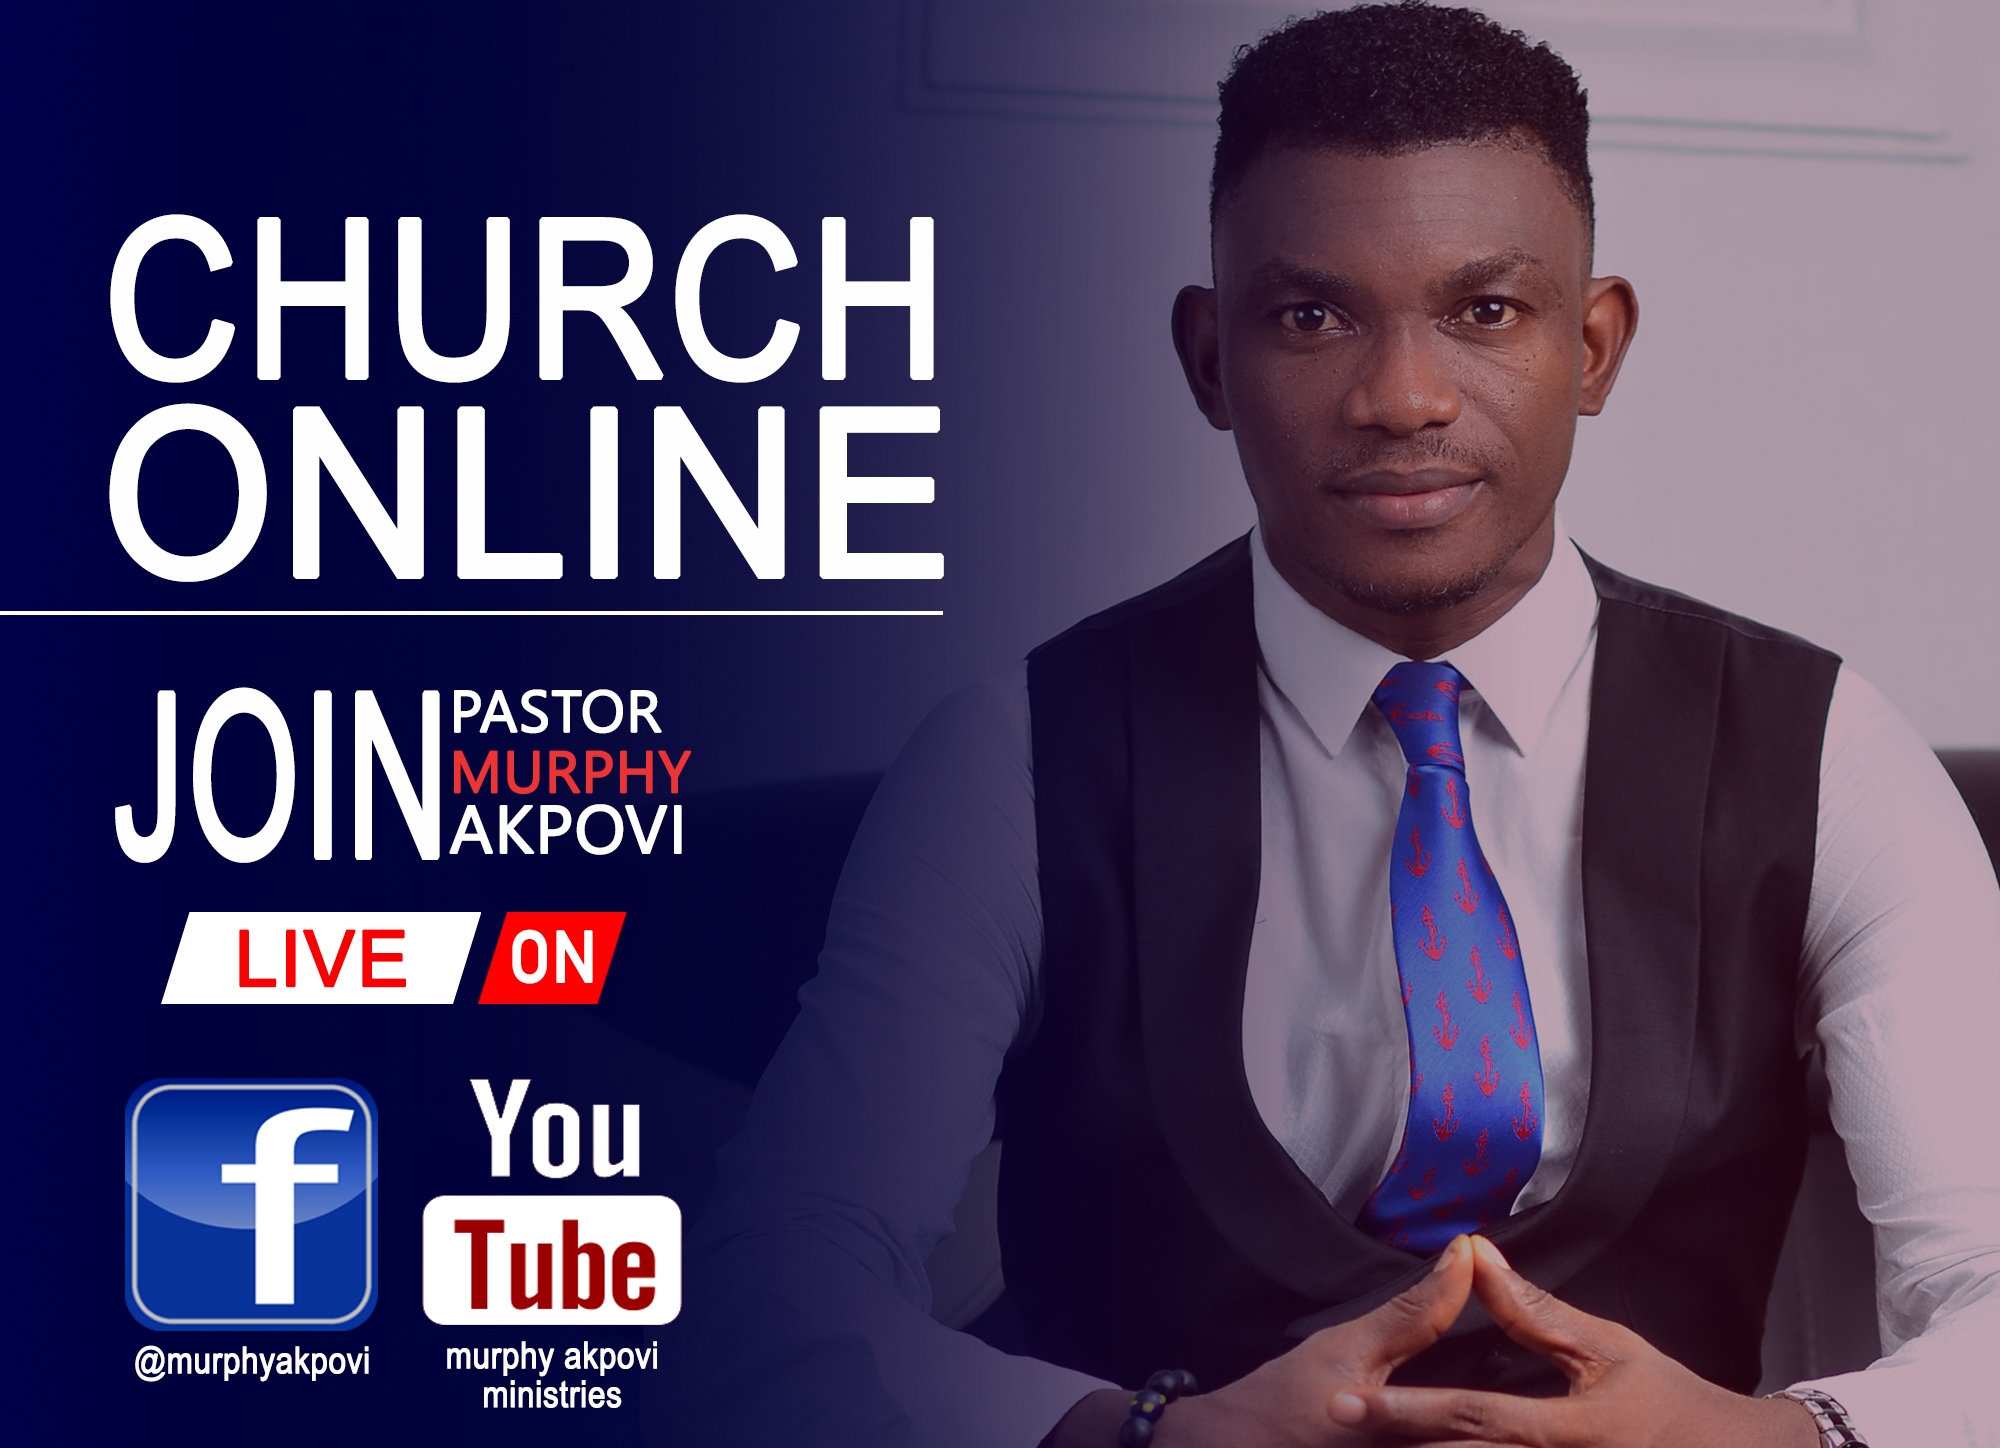 CHURCH
ONLINE
JOIN PASTOR
MURPHY
AKPOVI
LIVE ON
f
You
Tube
@murphyakpovi
murphy akpovi
ministries